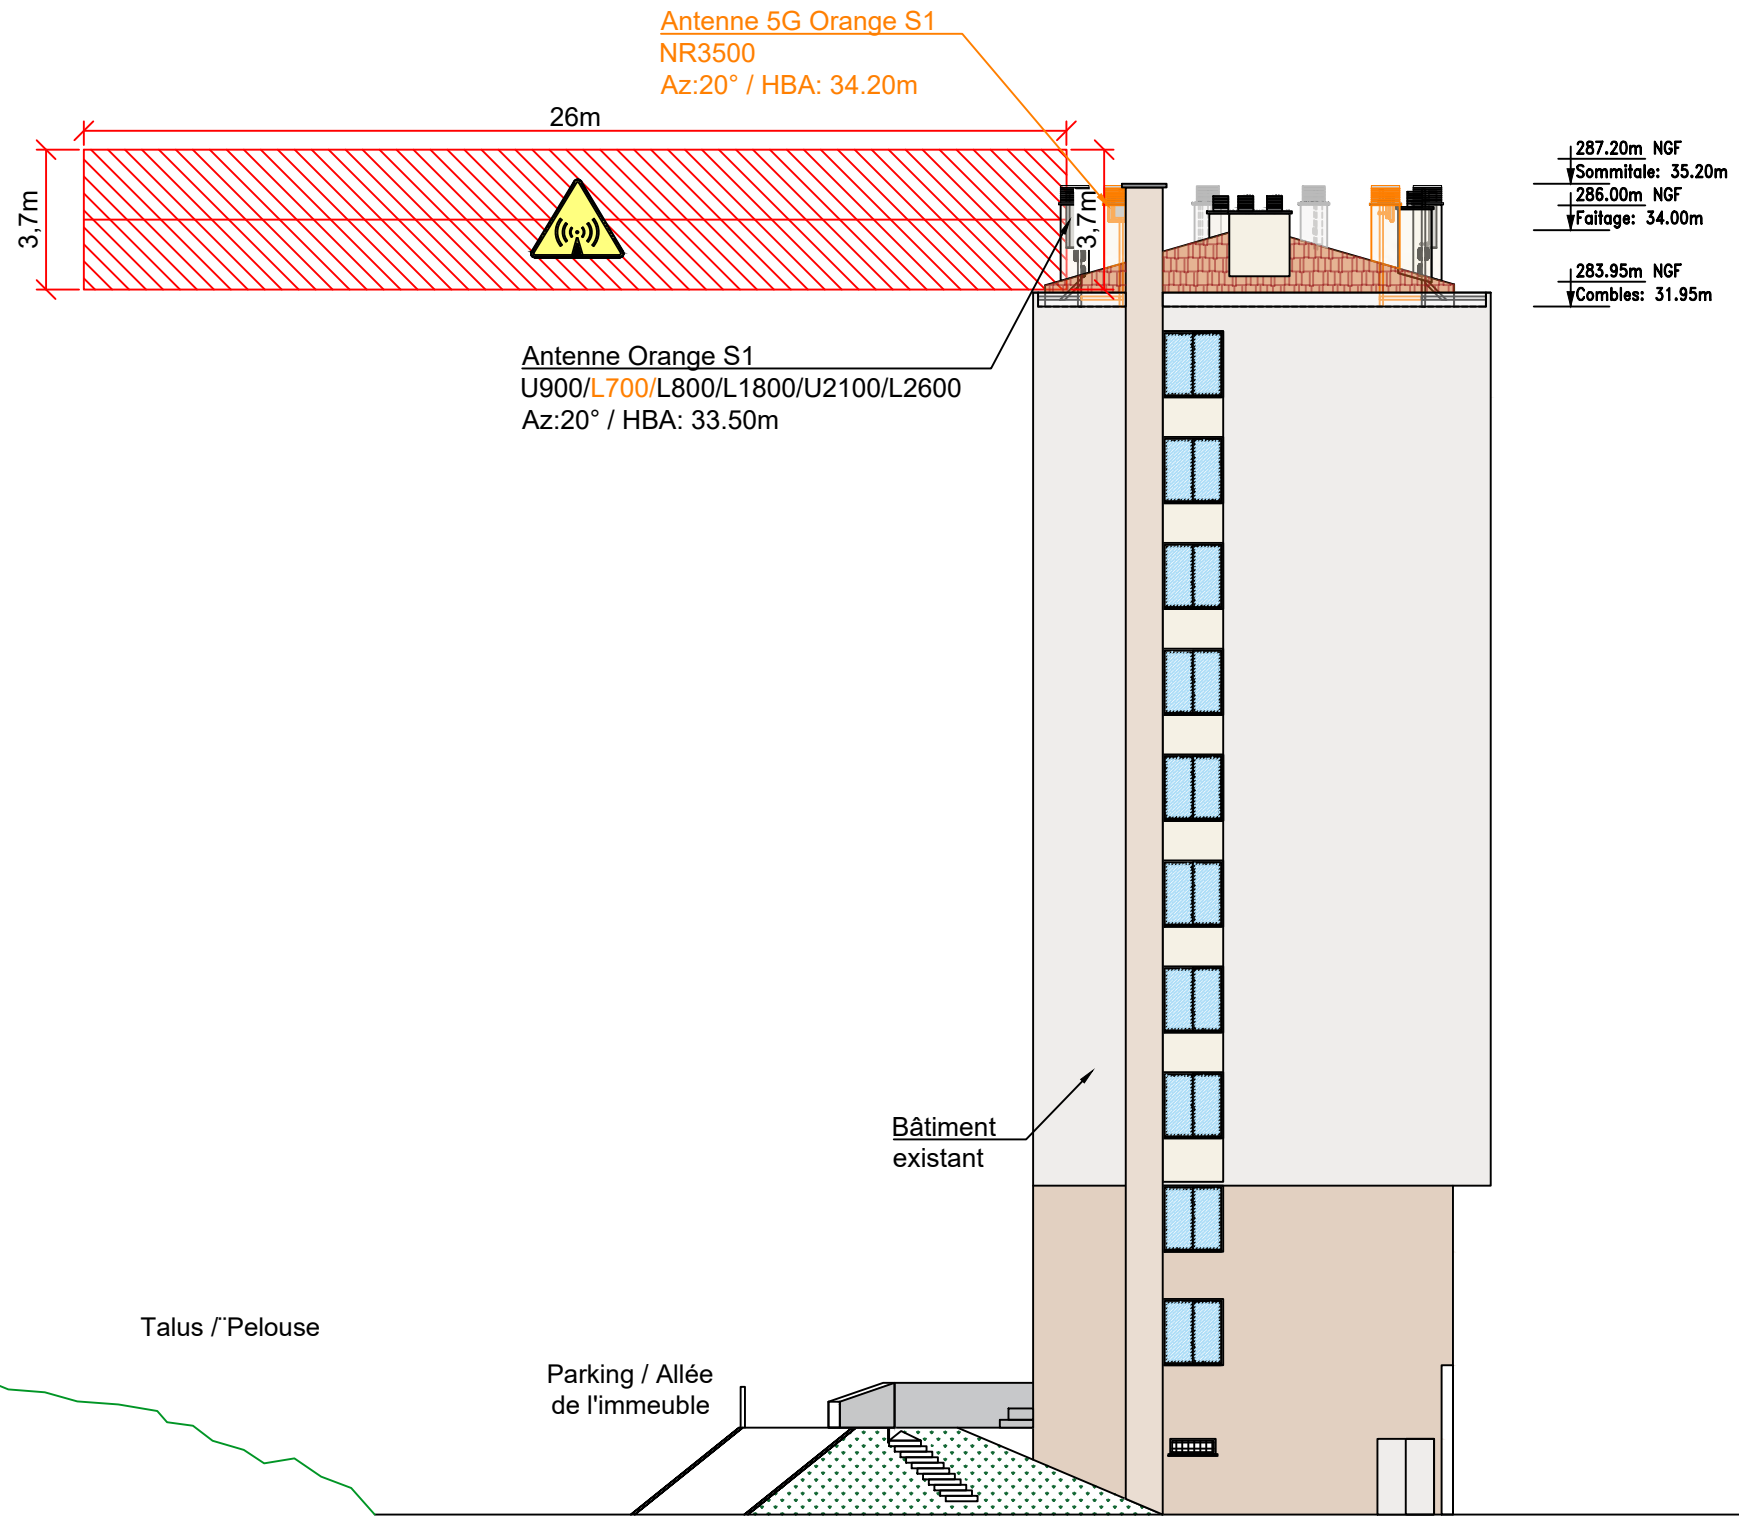 Antenne 5G Orange S1
NR3500
Az:20° / HBA: 34.20m
26m
3,7m
3,7m
287.20m NGF
Sommitale: 35.20m
286.00m NGF
Faitage: 34.00m
283.95m NGF
Combles: 31.95m
Antenne Orange S1
U900/L700/L800/L1800/U2100/L2600
Az:20° / HBA: 33.50m
Bâtiment
existant
Talus /¨Pelouse
Parking / Allée
de l'immeuble